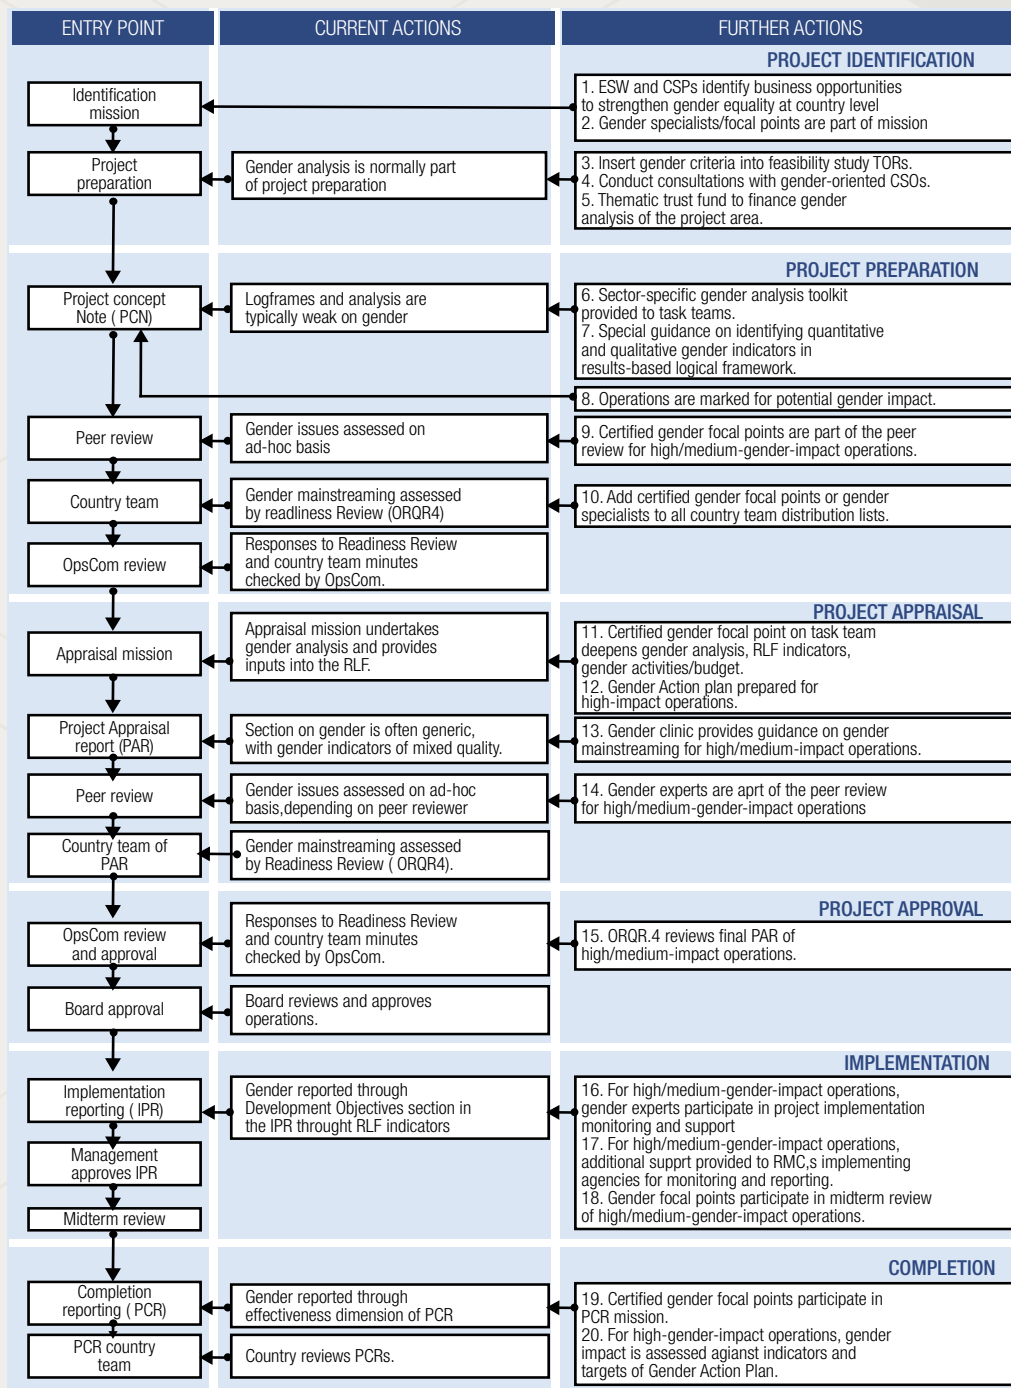 ENTRY POINT
CURRENT ACTIONS
FURTHER ACTIONS
PROJECT IDENTIFICATION
Identification
mission
1. ESW and CSPs identify business opportunities
to strengthen gender equality at country level
2. Gender specialists/focal points are part of mission
Project
preparation
Gender analysis is normally part
of project preparation
3. Insert gender criteria into feasibility study TORs.
4. Conduct consultations with gender-oriented CSOs.
5. Thematic trust fund to finance gender
analysis of the project area.
PROJECT PREPARATION
Project concept
Note ( PCN)
Logframes and analysis are
typically weak on gender
6. Sector-specific gender analysis toolkit
provided to task teams.
7. Special guidance on identifying quantitative
and qualitative gender indicators in
results-based logical framework.
8. Operations are marked for potential gender impact.
Peer review
Gender issues assessed on
ad-hoc basis
9. Certified gender focal points are part of the peer
review for high/medium-gender-impact operations.
Country team
Gender mainstreaming assessed
by readliness Review (ORQR4)
10. Add certified gender focal points or gender
specialists to all country team distribution lists.
OpsCom review
Responses to Readiness Review
and country team minutes
checked by OpsCom.
PROJECT APPRAISAL
Appraisal mission
Appraisal mission undertakes
gender analysis and provides
inputs into the RLF.
11. Certified gender focal point on task team
deepens gender analysis, RLF indicators,
gender activities/budget.
12. Gender Action plan prepared for
high-impact operations.
Project Appraisal
report (PAR)
Section on gender is often generic,
with gender indicators of mixed quality.
13. Gender clinic provides guidance on gender
mainstreaming for high/medium-impact operations.
Peer review
Gender issues assessed on ad-hoc
basis,depending on peer reviewer
14. Gender experts are aprt of the peer review
for high/medium-gender-impact operations
Country team of
PAR
Gender mainstreaming assessed
by Readiness Review ( ORQR4).
PROJECT APPROVAL
OpsCom review
and approval
Responses to Readiness Review
and country team minutes
checked by OpsCom.
15. ORQR.4 reviews final PAR of
high/medium-impact operations.
Board approval
Board reviews and approves
operations.
IMPLEMENTATION
Implementation
reporting ( IPR)
Gender reported through
Development Objectives section in
the IPR throught RLF indicators
16. For high/medium-gender-impact operations,
gender experts participate in project implementation
monitoring and support
17. For high/medium-gender-impact operations,
additional supprt provided to RMC,s implementing
agencies for monitoring and reporting.
18. Gender focal points participate in midterm review
of high/medium-gender-impact operations.
Management
approves IPR
Midterm review
COMPLETION
Completion
reporting ( PCR)
Gender reported through
effectiveness dimension of PCR
19. Certified gender focal points participate in
PCR mission.
20. For high-gender-impact operations, gender
impact is assessed agianst indicators and
targets of Gender Action Plan.
PCR country
team
Country reviews PCRs.